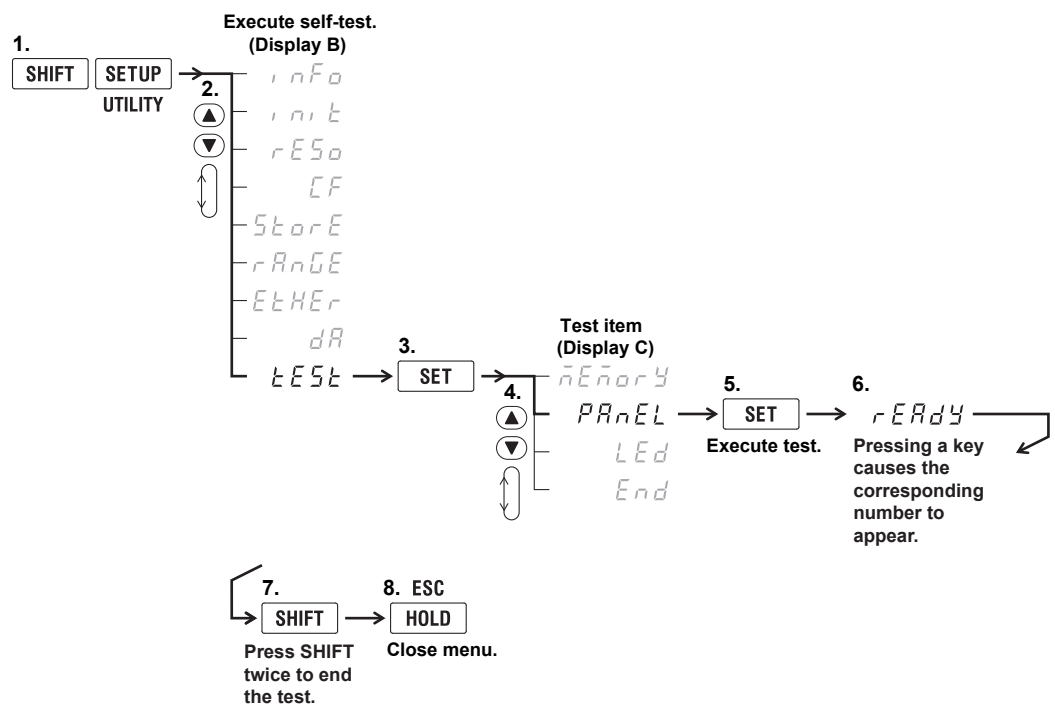 Execute self-test.
(Display B)
1.
SHIFT SETUP
UTILITY
2.
inFo
init
rESo
CF
StorE
rAnGE
EtHEr
dA
tESt
3.
SET
Test item
(Display C)
4.
mEmorY
PAnEL
LEd
End
5.
SET
Execute test.
6.
rEAdY
Pressing a key
causes the
corresponding
number to
appear.
7.
SHIFT
Press SHIFT
twice to end
the test.
8. ESC
HOLD
Close menu.